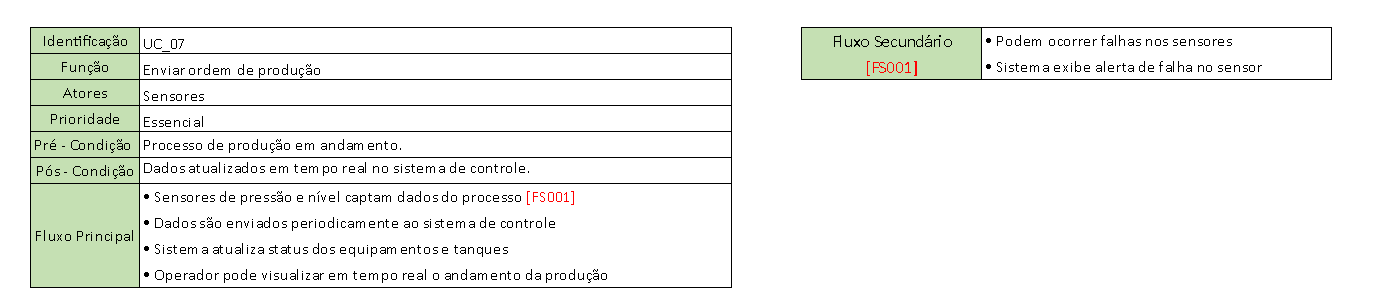 Identificação UC_07
Função Enviar ordem de produção
Atores Sensores
Prioridade Essencial
Pré - Condição Processo de produção em andamento.
Pós - Condição Dados atualizados em tempo real no sistema de controle.
Fluxo Principal
• Sensores de pressão e nível captam dados do processo [FS001]
• Dados são enviados periodicamente ao sistema de controle
• Sistema atualiza status dos equipamentos e tanques
• Operador pode visualizar em tempo real o andamento da produção
Fluxo Secundário
[FS001]
• Podem ocorrer falhas nos sensores
• Sistema exibe alerta de falha no sensor